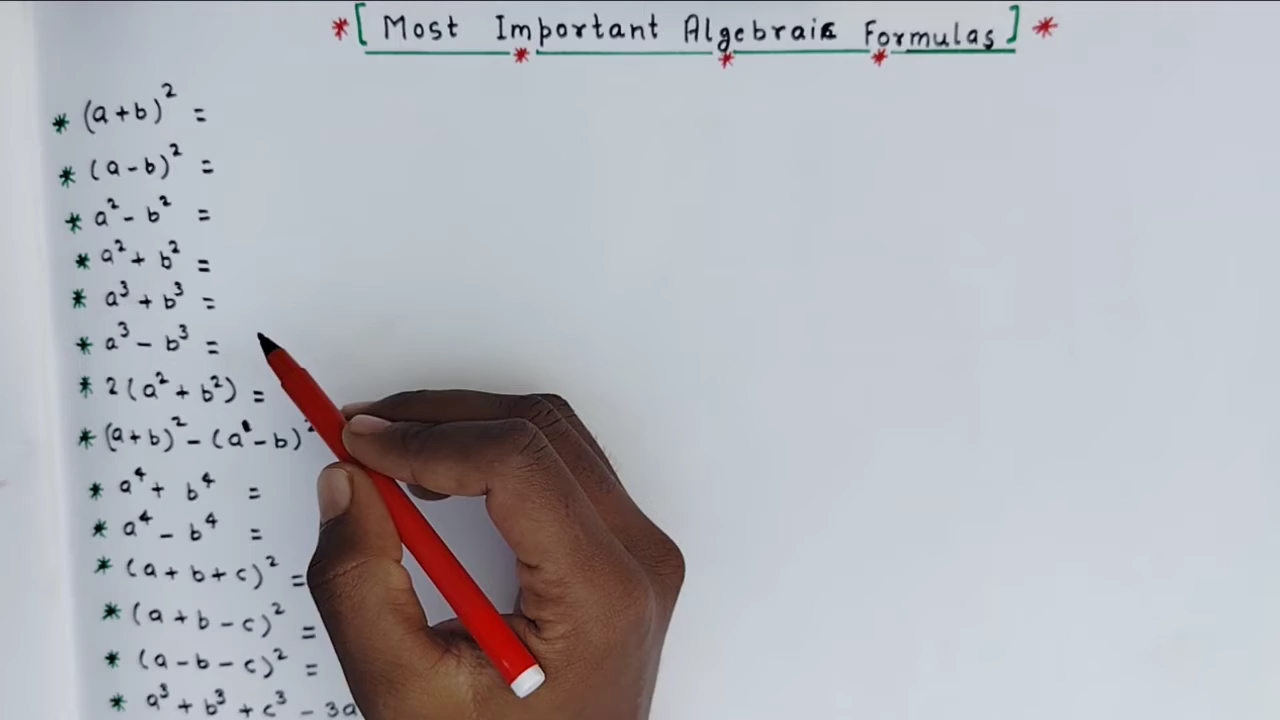 *[ Most Important Algebraic Formulas ]*
* (a+b)² =
* (a-b)² =
* a² - b² =
* a² + b² =
* a³ + b³ =
* a³ - b³ =
* 2(a² + b²) =
* (a+b)² - (a-b)²
* a⁴ + b⁴ =
* a⁴ - b⁴ =
* (a+b+c)² =
* (a+b-c)² =
* (a-b-c)² =
* a³ + b³ + c³ - 3a